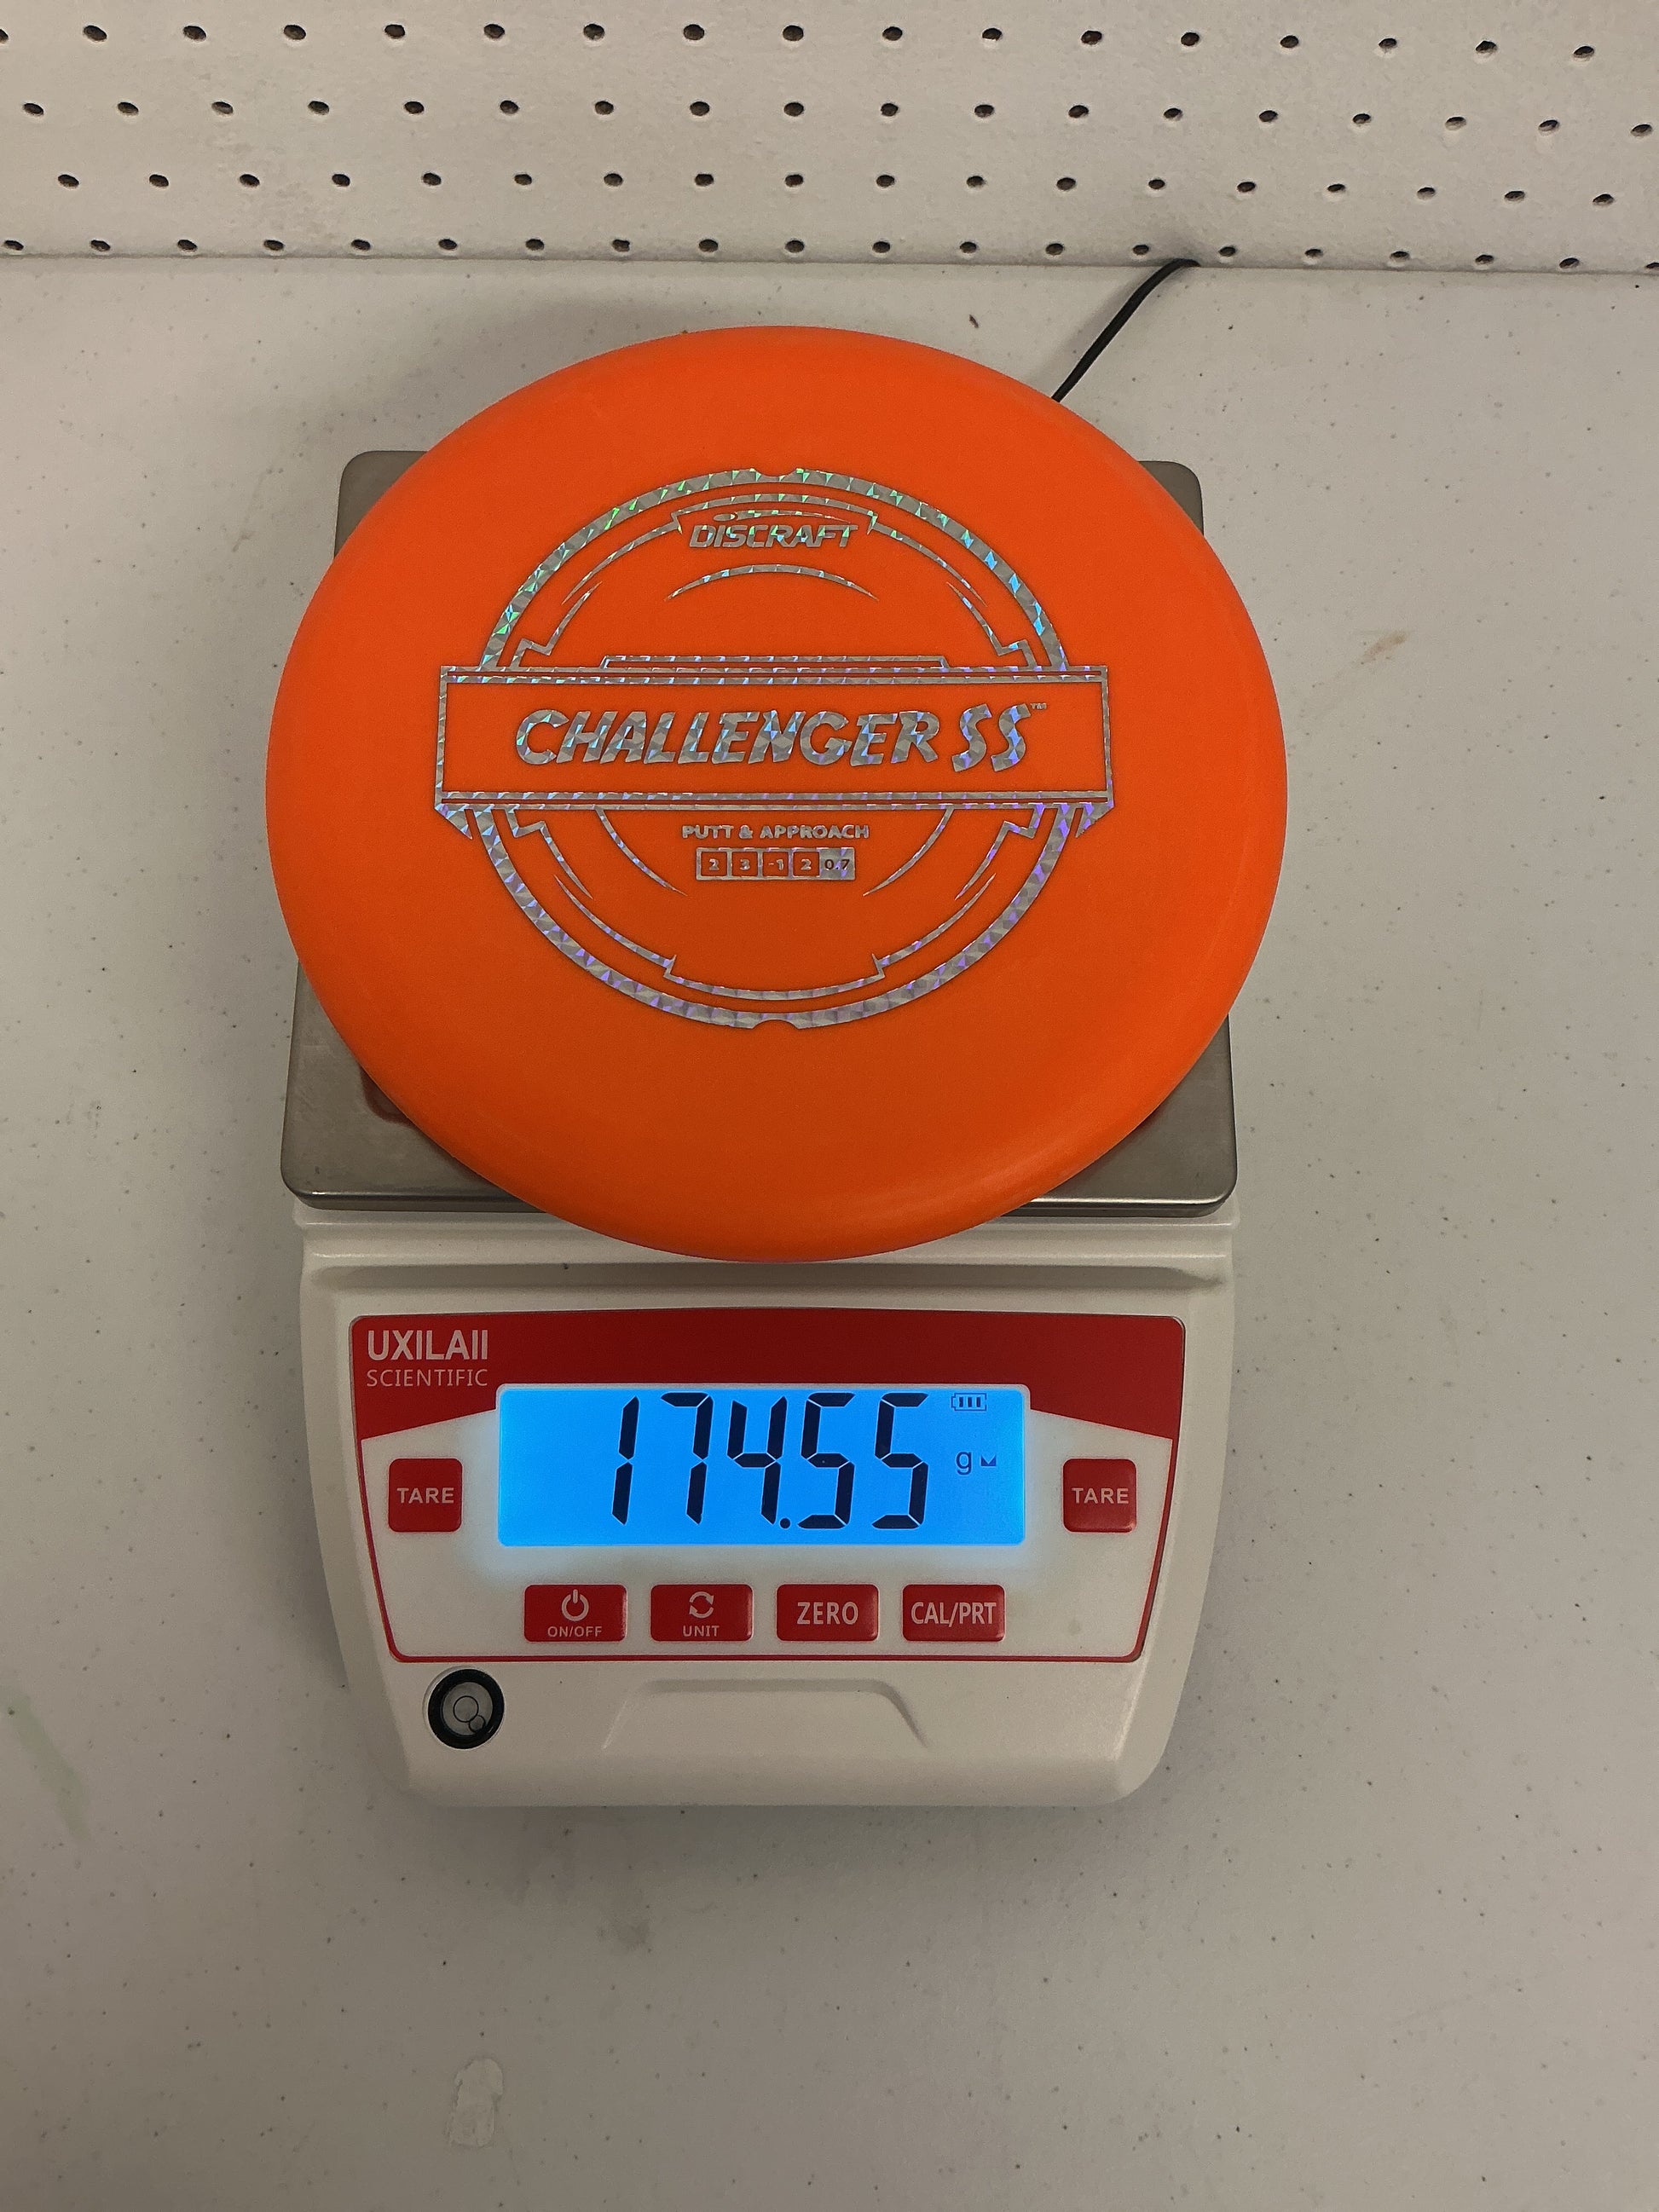 DISCRAFT
CHALLENGER SS™
PUTT & APPROACH
2 3 -1 2 0.7
UXILAII
SCIENTIFIC
174.55 g
TARE
TARE
ON/OFF
UNIT
ZERO
CAL/PRT